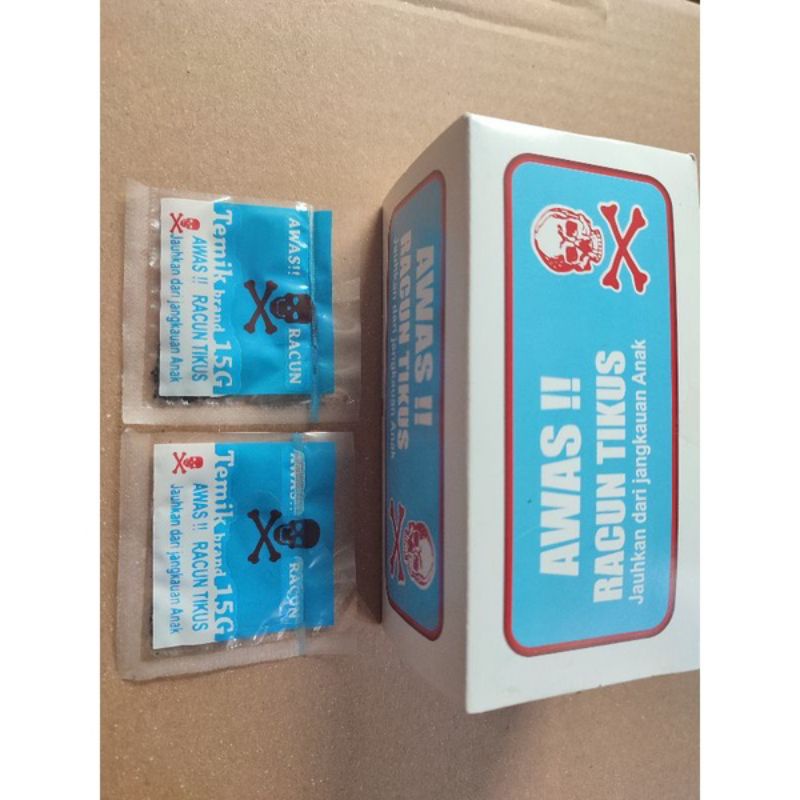 AWAS !!
RACUN TIKUS
Jauhkan dari jangkauan Anak
AWAS !!
RACUN TIKUS
Jauhkan dari jangkauan Anak
AWAS!! RACUN
Temik brand 15G
AWAS !! RACUN TIKUS
Jauhkan dari jangkauan Anak
AWAS!! RACUN
Temik brand 15G
AWAS !! RACUN TIKUS
Jauhkan dari jangkauan Anak